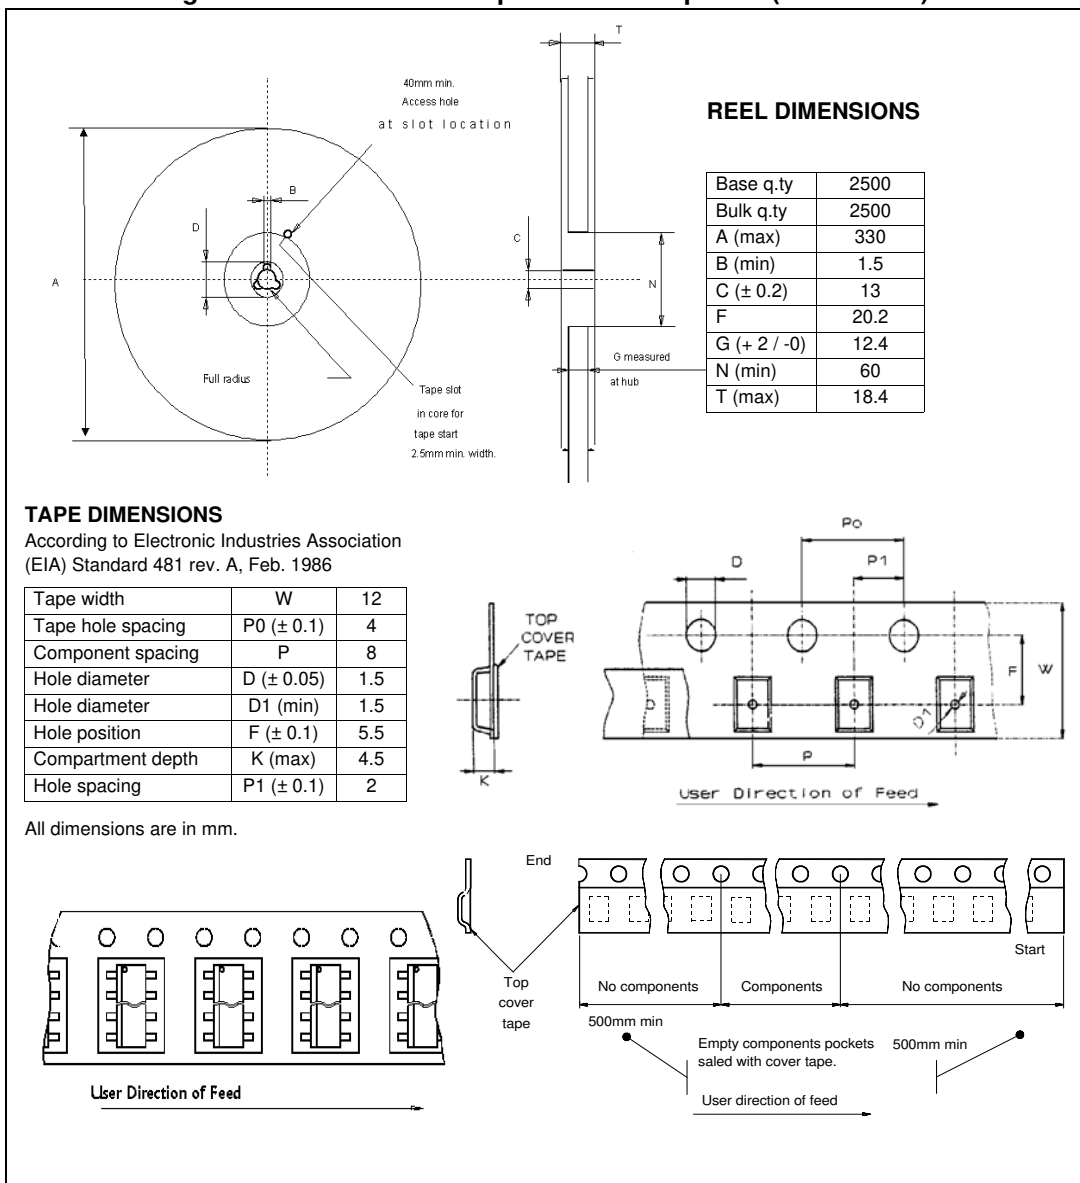 T
40mm min.
Access hole
at slot location
REEL DIMENSIONS
B
D
C
A
N
Base q.ty 2500
Bulk q.ty 2500
A (max) 330
B (min) 1.5
C (± 0.2) 13
F 20.2
G (+ 2 / -0) 12.4
N (min) 60
T (max) 18.4
G measured
at hub
Full radius
Tape slot
in core for
tape start
2.5mm min. width.
TAPE DIMENSIONS
According to Electronic Industries Association
(EIA) Standard 481 rev. A, Feb. 1986
Tape width W 12
Tape hole spacing P0 (± 0.1) 4
Component spacing P 8
Hole diameter D (± 0.05) 1.5
Hole diameter D1 (min) 1.5
Hole position F (± 0.1) 5.5
Compartment depth K (max) 4.5
Hole spacing P1 (± 0.1) 2
All dimensions are in mm.
Po
D
P1
TOP
COVER
TAPE
F
W
D1
P
K
User Direction of Feed
End
Start
Top
cover
tape
No components
Components
No components
500mm min
Empty components pockets
saled with cover tape.
500mm min
User direction of feed
User Direction of Feed